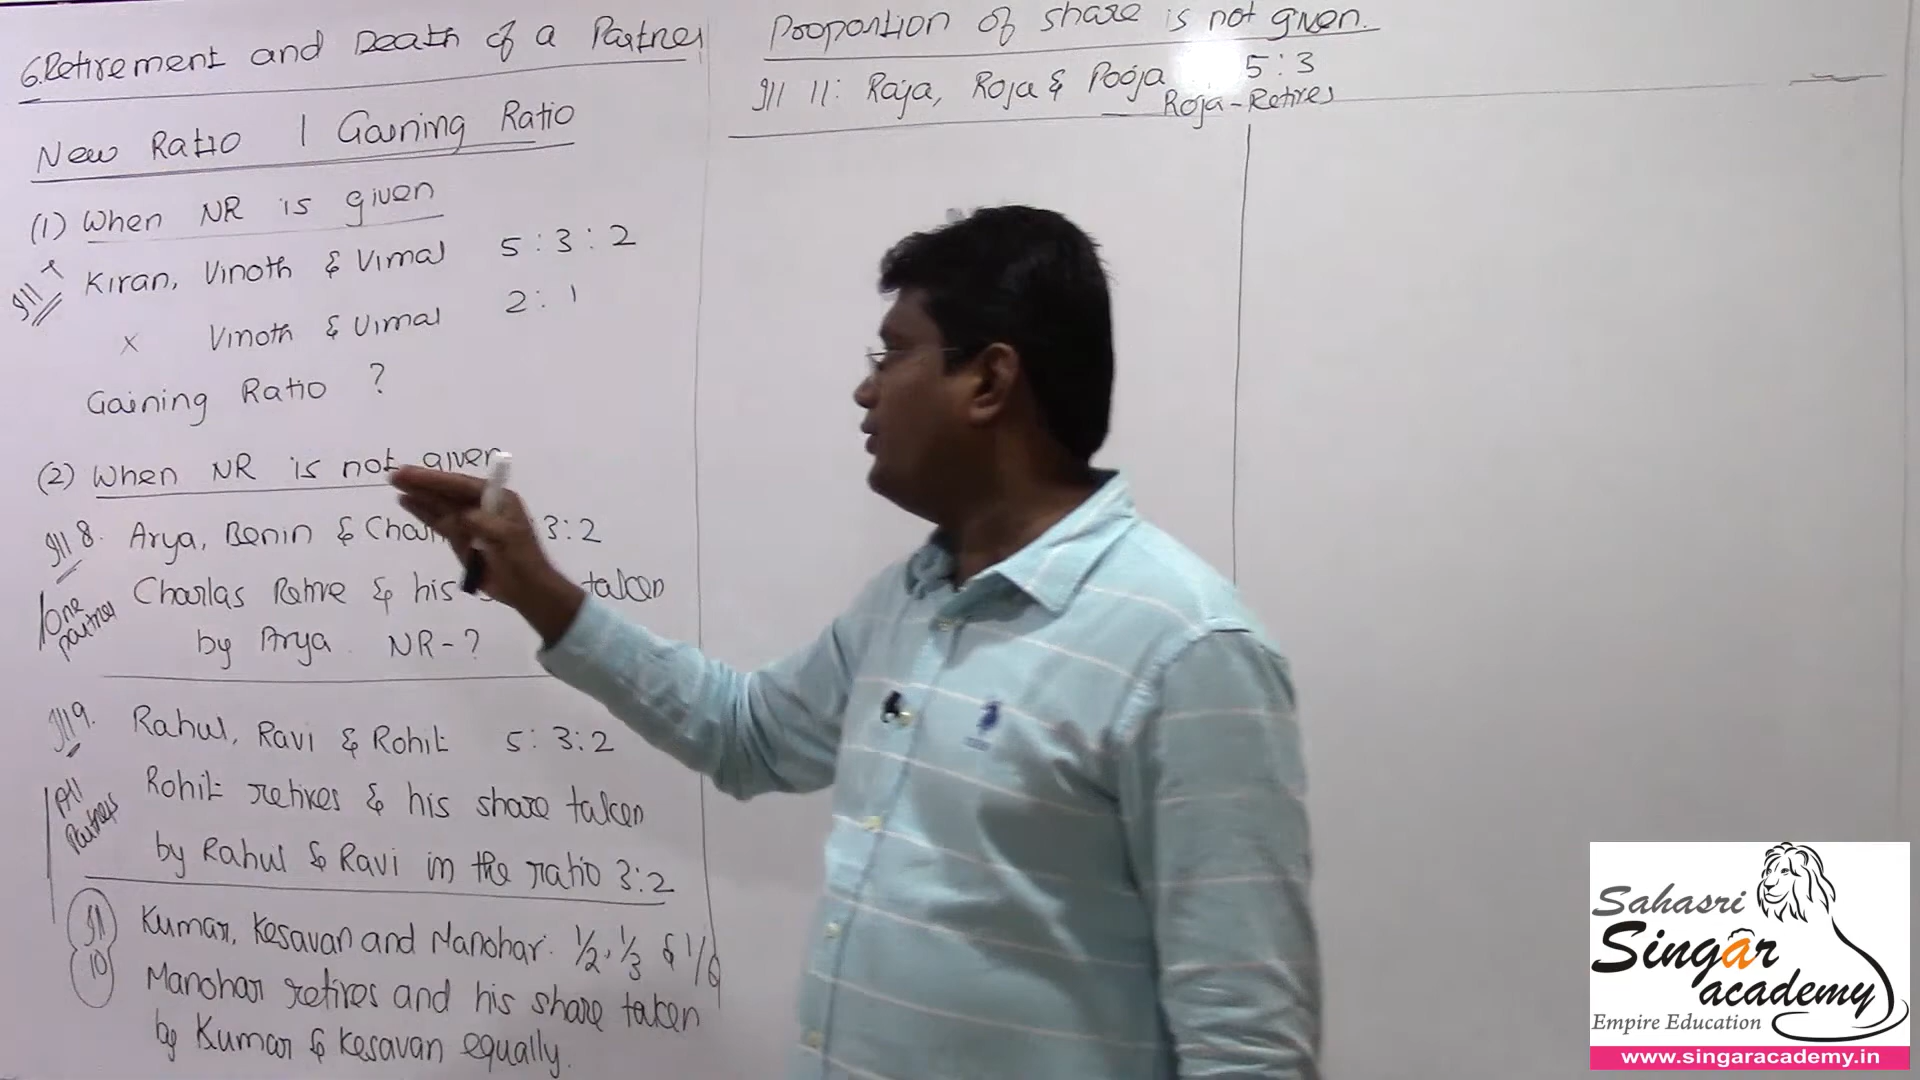 6. Retirement and Death of a Partner
New Ratio | Gaining Ratio
(1) When NR is given
Ill
Kiran, Vinoth & Vimal 5 : 3 : 2
x Vinoth & Vimal 2 : 1
Gaining Ratio ?
(2) When NR is not given
Ill 8. Arya, Benin & 3 : 2
One partner
Charlas Retire & his taken
by Arya. NR - ?
Ill 9. Rahul, Ravi & Rohit 5 : 3 : 2
All Partners
Rohit retires & his share taken
by Rahul & Ravi in the ratio 3:2
Ill 10
Kumar, Kesavan and Manohar. 1/2, 1/3 & 1/6
Manohar retires and his share taken
by Kumar & Kesavan equally.
Proportion of share is not given.
Ill 11: Raja, Roja & Pooja 5 : 3
Roja - Retires
Sahasri
Singar
academy
Empire Education
www.singaracademy.in